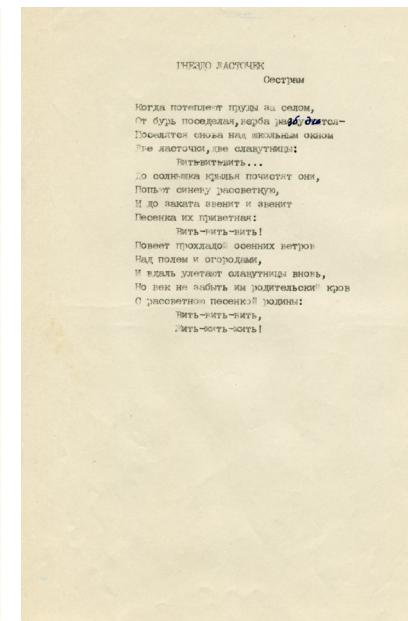 ГНЕЗДО ЛАСТОЧЕК
Сестрам
Когда потеплеют пруды за селом,
От бурь поседелая, верба разбудится-
Поселятся снова над школьным окном
Две ласточки, две славутницы:
Вить-вить-вить...
До солнышка крылья почистят они,
Попьют синеву рассветную,
И до заката звенит и звенит
Песенка их приветная:
Вить-вить-вить!
Повеет прохладой осенних ветров
Над полем и огородами,
И вдаль улетают славутницы вновь,
Но век не забыть им родительский кров
С рассветной песенкой родины:
Вить-вить-вить,
Жить-жить-жить!